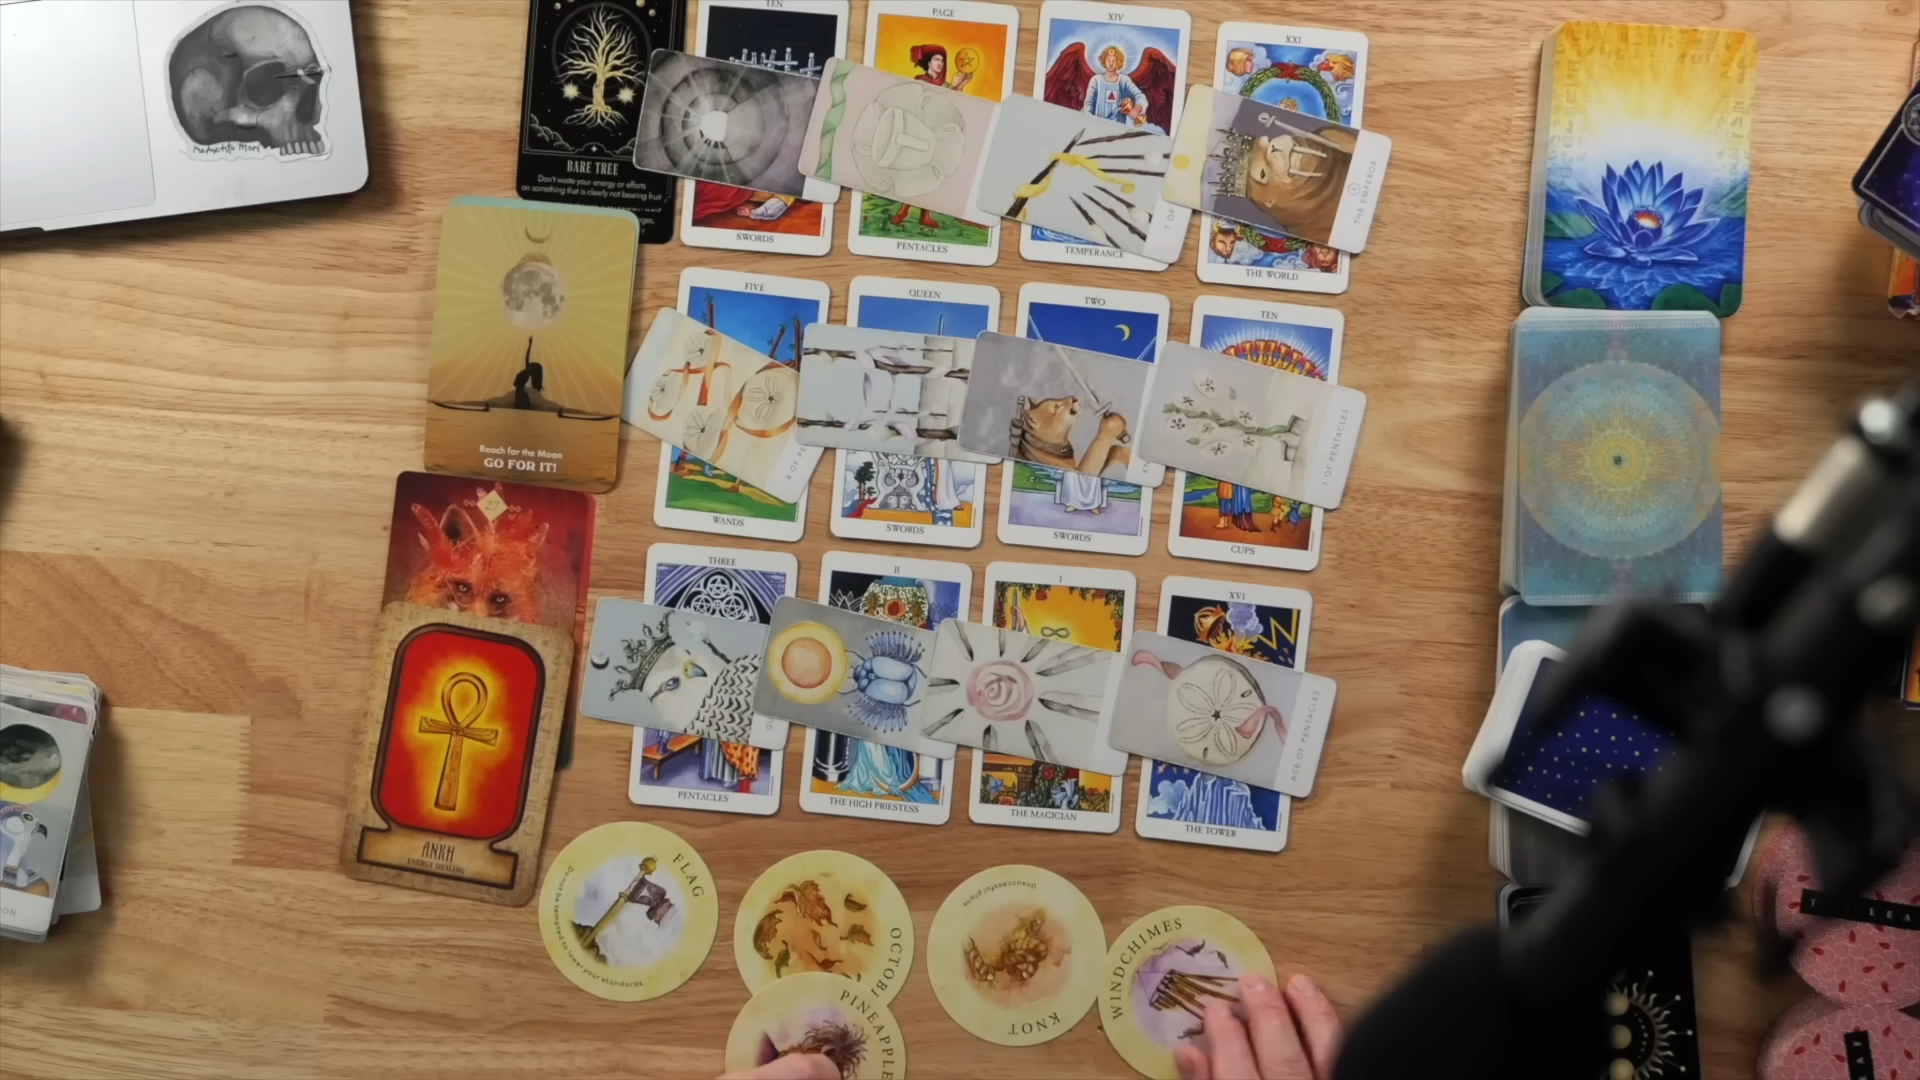 Memento Mori
BARE TREE
Don't waste your energy or efforts
on something that is clearly not bearing fruit
TEN
SWORDS
PAGE
PENTACLES
XIV
TEMPERANCE
XXI
THE WORLD
THE EMPEROR
Reach for the Moon
GO FOR IT!
FIVE
WANDS
QUEEN
SWORDS
TWO
SWORDS
TEN
CUPS
7 OF PENTACLES
27
ANKH
ENERGY HEALING
THREE
PENTACLES
II
THE HIGH PRIESTESS
I
THE MAGICIAN
XVI
THE TOWER
ACE OF PENTACLES
FLAG
Do not be tempted to lower your standards.
OCTOB
PINEAPPLE
KNOT
Unsuccessful plans.
WINDCHIMES